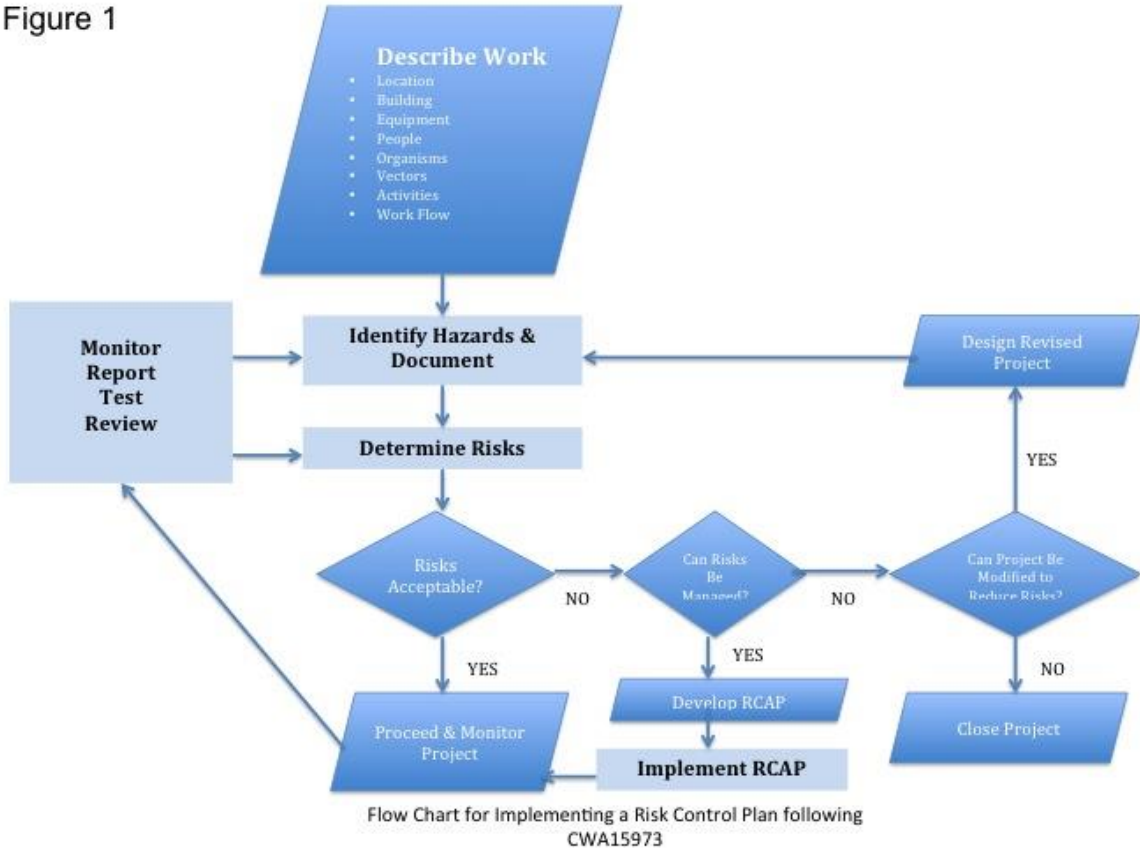 Figure 1
Describe Work
• Location
• Building
• Equipment
• People
• Organisms
• Vectors
• Activities
• Work Flow
Monitor
Report
Test
Review
Identify Hazards &
Document
Design Revised
Project
Determine Risks
YES
Risks
Acceptable?
NO
Can Risks
Be
Managed?
NO
Can Project Be
Modified to
Reduce Risks?
YES
YES
NO
Proceed & Monitor
Project
Develop RCAP
Close Project
Implement RCAP
Flow Chart for Implementing a Risk Control Plan following
CWA15973